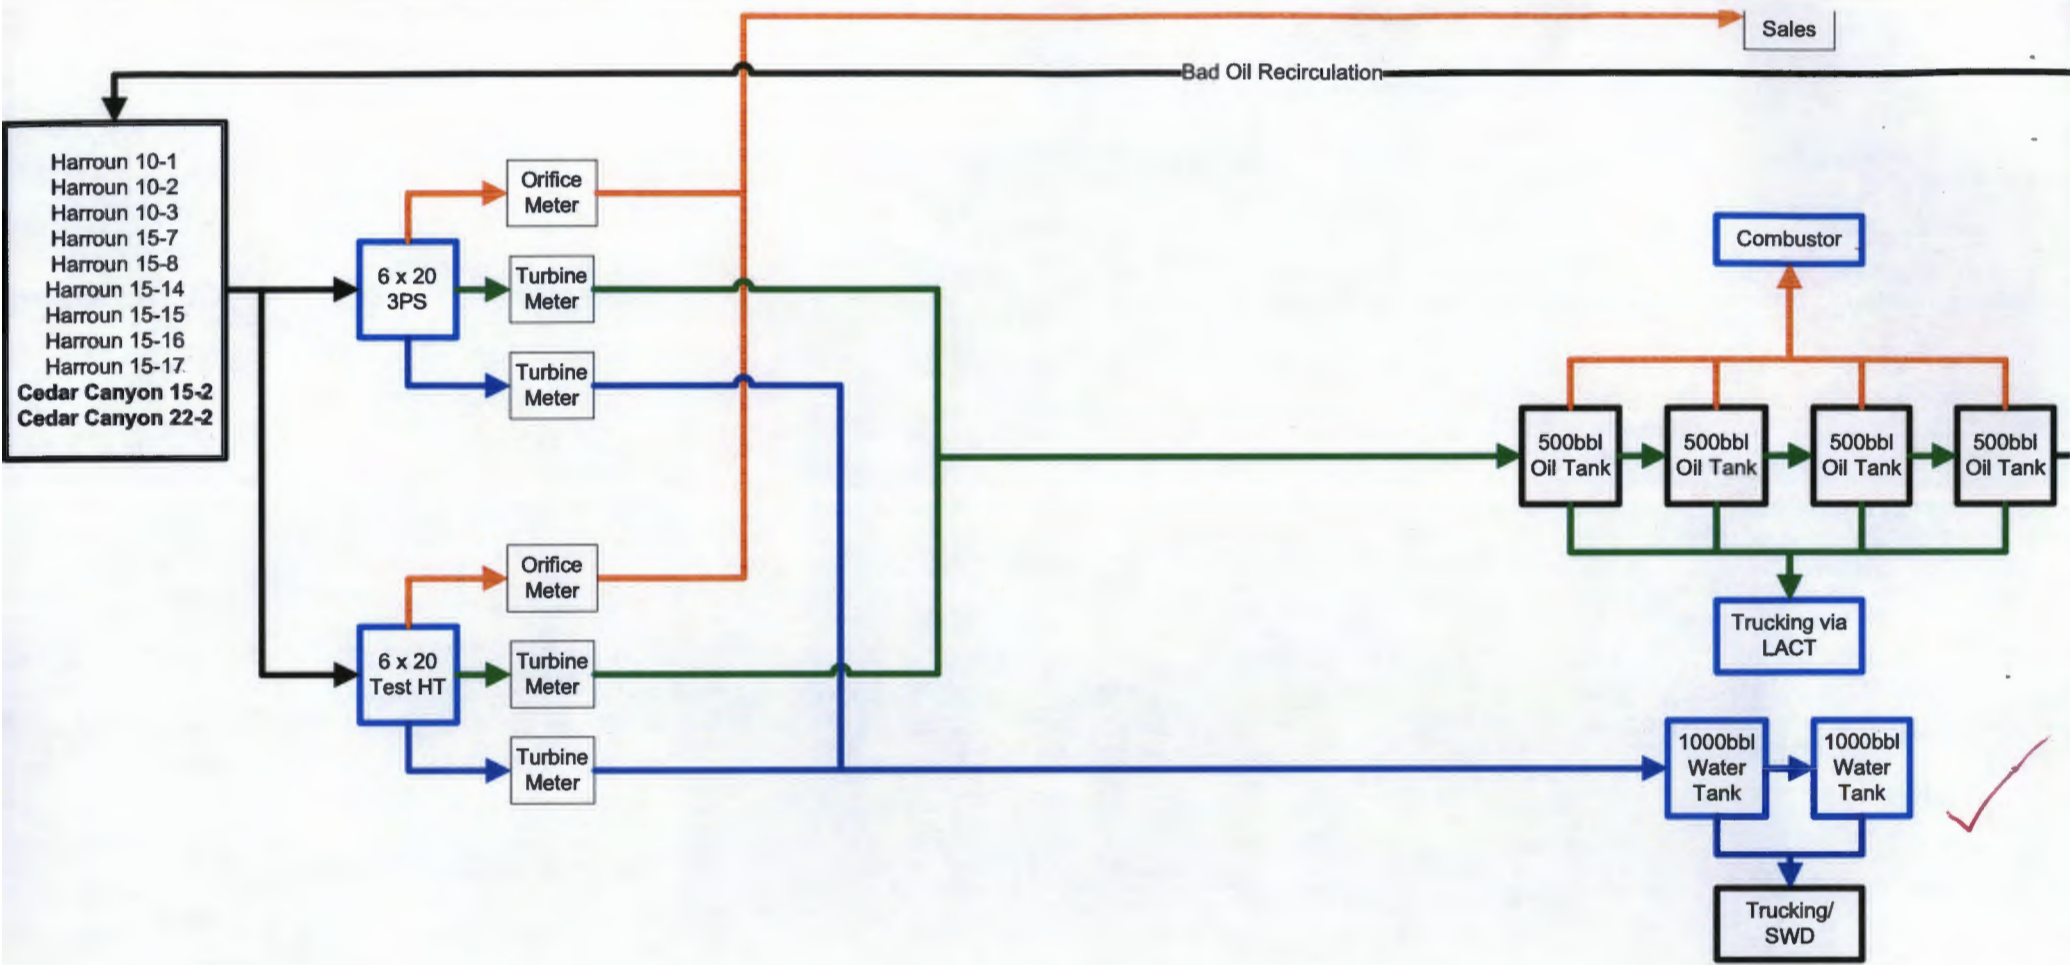 Sales
Bad Oil Recirculation
Harroun 10-1
Harroun 10-2
Harroun 10-3
Harroun 15-7
Harroun 15-8
Harroun 15-14
Harroun 15-15
Harroun 15-16
Harroun 15-17
Cedar Canyon 15-2
Cedar Canyon 22-2
6 x 20
3PS
Orifice
Meter
Turbine
Meter
Turbine
Meter
6 x 20
Test HT
Orifice
Meter
Turbine
Meter
Turbine
Meter
Combustor
500bbl
Oil Tank
500bbl
Oil Tank
500bbl
Oil Tank
500bbl
Oil Tank
Trucking via
LACT
1000bbl
Water
Tank
1000bbl
Water
Tank
Trucking/
SWD